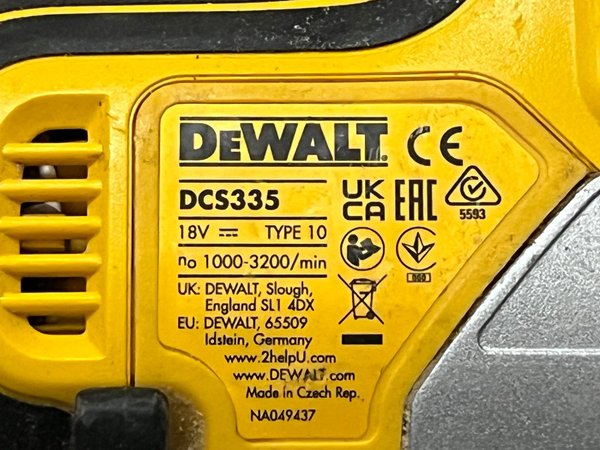 DEWALT
CE
DCS335
UK
CA
EAC
5593
18V ⎓ TYPE 10
no 1000-3200/min
UK: DEWALT, Slough,
England SL1 4DX
EU: DEWALT, 65509
Idstein, Germany
www.2helpU.com
www.DEWALT.com
Made in Czech Rep.
NA049437